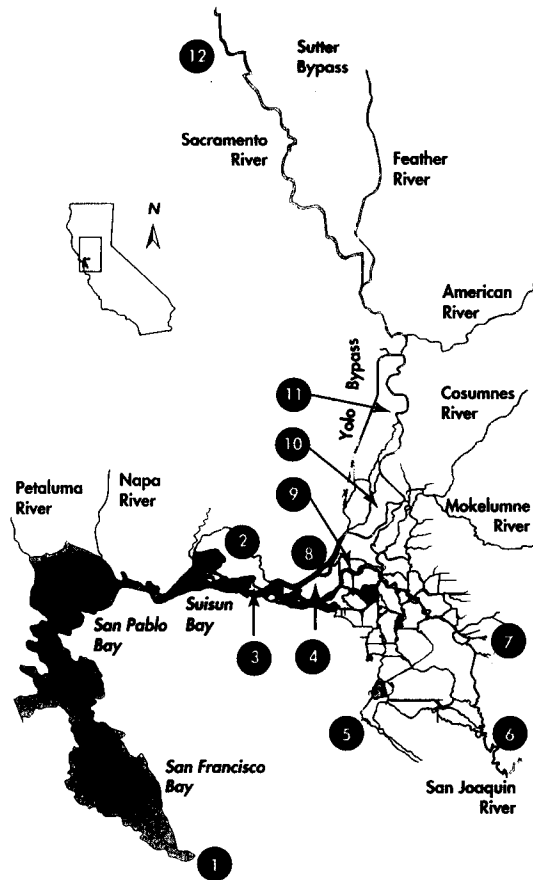 12
Sutter
Bypass
Sacramento
River
Feather
River
N
American
River
Yolo Bypass
11
Cosumnes
River
10
Petaluma
River
Napa
River
9
Mokelumne
River
2
8
San Pablo
Bay
Suisun
Bay
3
4
7
5
6
San Francisco
Bay
San Joaquin
River
1